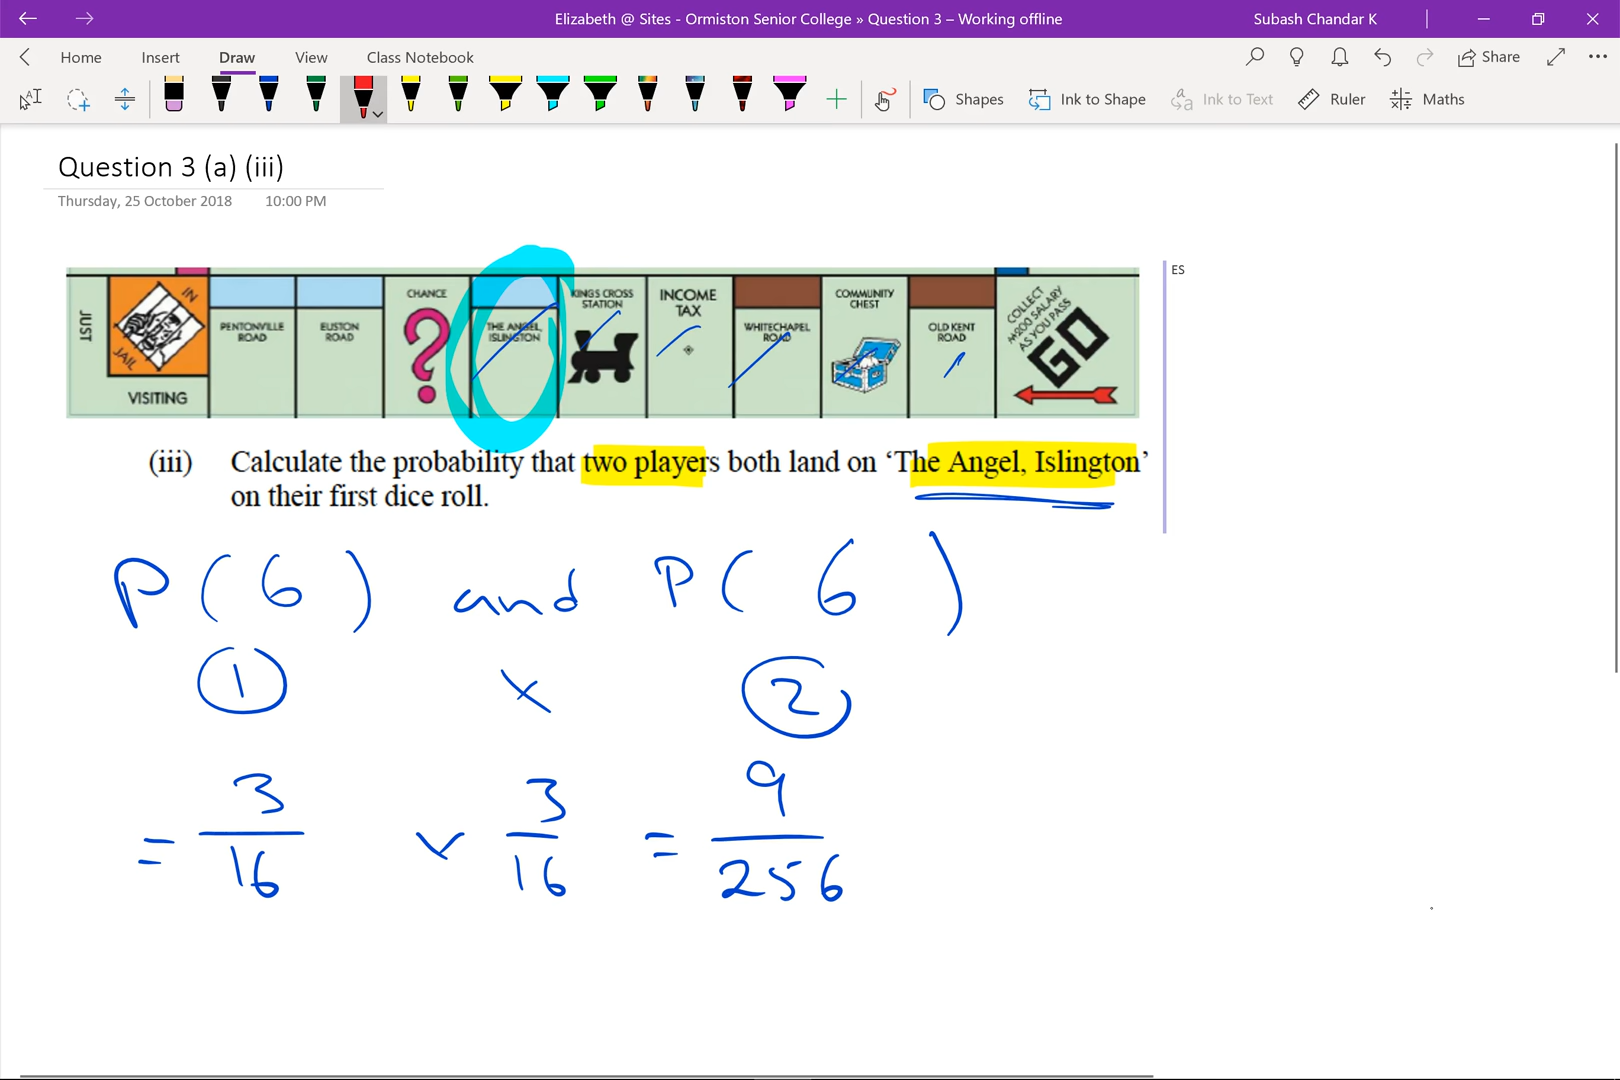 Elizabeth @ Sites - Ormiston Senior College » Question 3 – Working offline
Subash Chandar K
Home Insert Draw View Class Notebook
Share
Shapes Ink to Shape Ink to Text Ruler Maths
Question 3 (a) (iii)
Thursday, 25 October 2018 10:00 PM
ES
JUST
IN
JAIL
VISITING
PENTONVILLE
ROAD
EUSTON
ROAD
CHANCE
?
THE ANGEL,
ISLINGTON
KINGS CROSS
STATION
INCOME
TAX
WHITECHAPEL
ROAD
COMMUNITY
CHEST
OLD KENT
ROAD
COLLECT
M200 SALARY
AS YOU PASS
GO
(iii) Calculate the probability that two players both land on ‘The Angel, Islington’
on their first dice roll.
P ( 6 ) and P ( 6 )
1 x 2
= 3/16 x 3/16 = 9/256